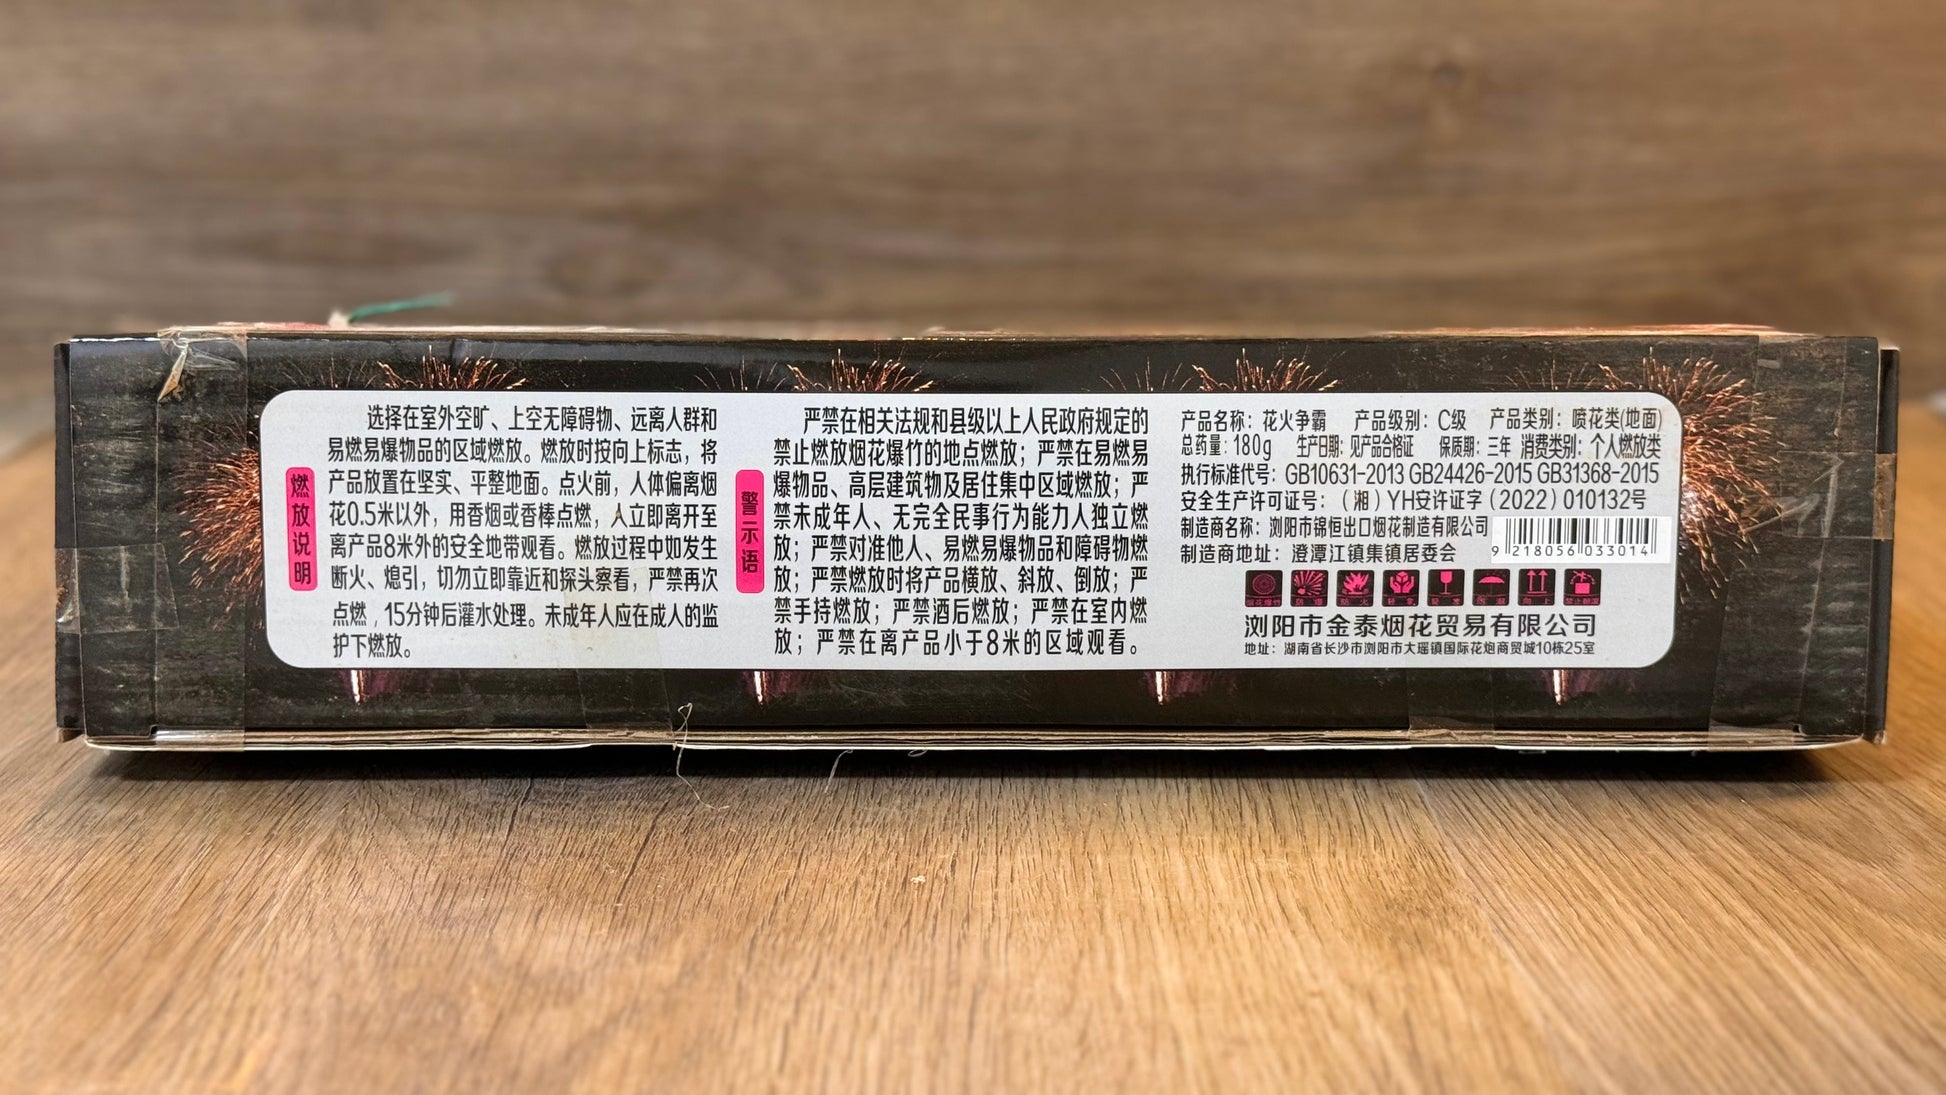 燃放说明
选择在室外空旷、上空无障碍物、远离人群和
易燃易爆物品的区域燃放。燃放时按向上标志，将
产品放置在坚实、平整地面。点火前，人体偏离烟
花0.5米以外，用香烟或香棒点燃，人立即离开至
离产品8米外的安全地带观看。燃放过程中如发生
断火、熄引，切勿立即靠近和探头察看，严禁再次
点燃，15分钟后灌水处理。未成年人应在成人的监
护下燃放。
警示语
严禁在相关法规和县级以上人民政府规定的
禁止燃放烟花爆竹的地点燃放；严禁在易燃易
爆物品、高层建筑物及居住集中区域燃放；严
禁未成年人、无完全民事行为能力人独立燃
放；严禁对准他人、易燃易爆物品和障碍物燃
放；严禁燃放时将产品横放、斜放、倒放；严
禁手持燃放；严禁酒后燃放；严禁在室内燃
放；严禁在离产品小于8米的区域观看。
产品名称：花火争霸 产品级别：C级 产品类别：喷花类(地面)
总药量：180g 生产日期：见产品合格证 保质期：三年 消费类别：个人燃放类
执行标准代号：GB10631-2013 GB24426-2015 GB31368-2015
安全生产许可证号：（湘）YH安许证字（2022）010132号
制造商名称：浏阳市锦恒出口烟花制造有限公司
制造商地址：澄潭江镇集镇居委会
9 218056 033014
烟花爆竹 防爆 防火 轻拿 易碎 防潮 向上
浏阳市金泰烟花贸易有限公司
地址：湖南省长沙市浏阳市大瑶镇国际花炮商贸城10栋25室